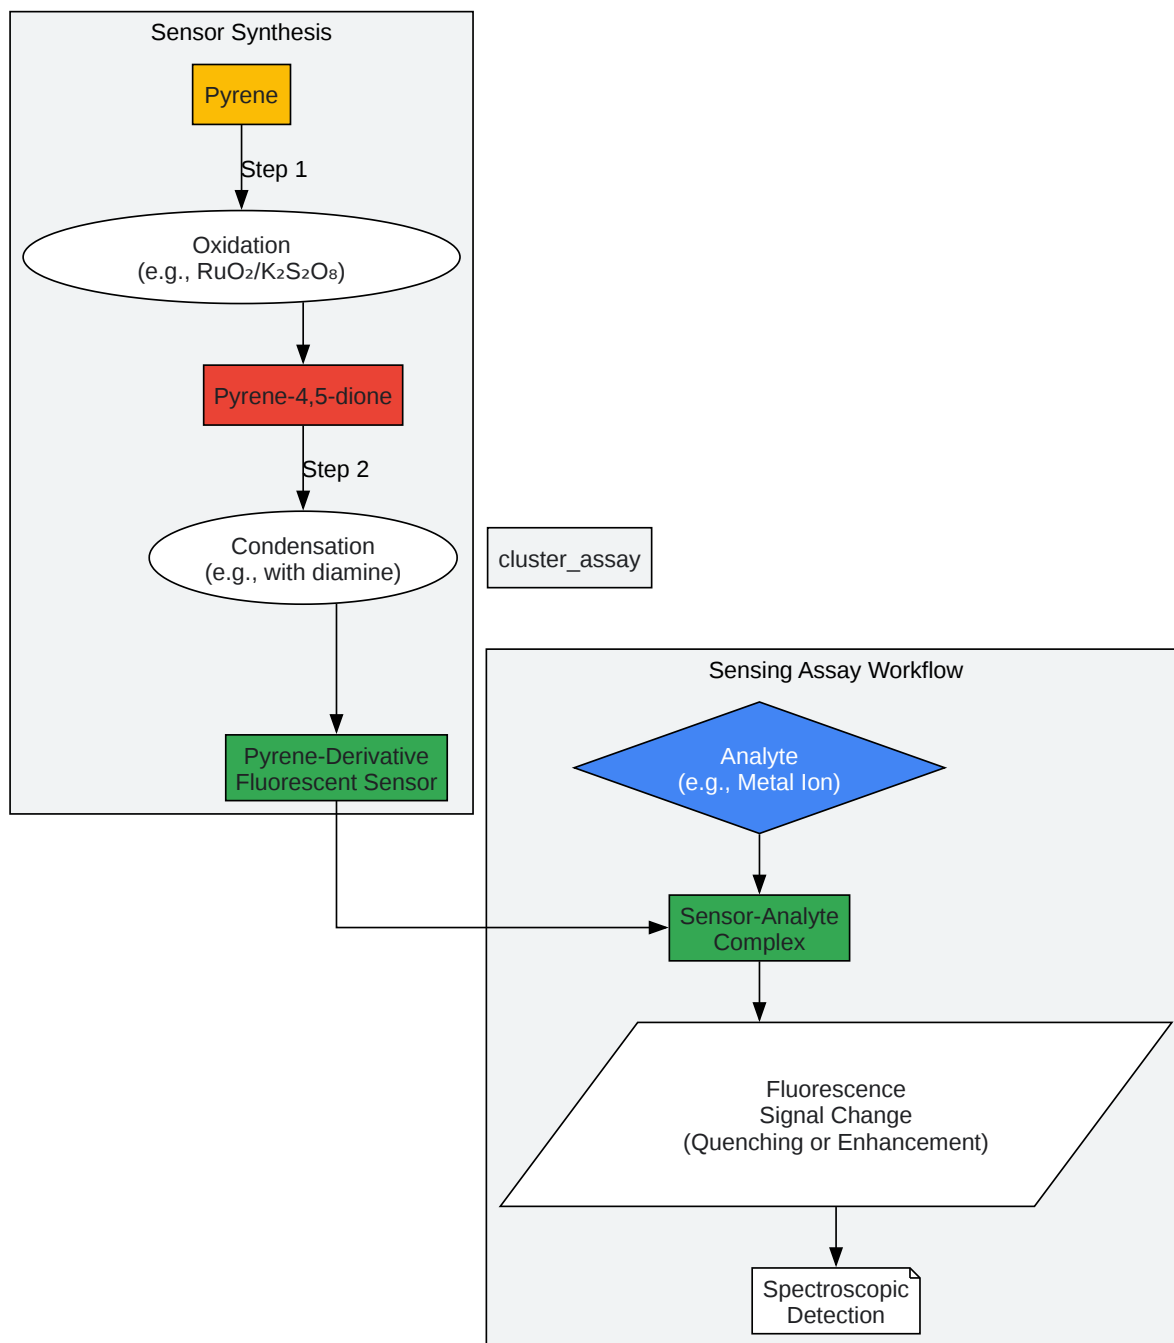 Sensor Synthesis
Pyrene
Step 1
Oxidation
(e.g., RuO₂/K₂S₂O₈)
Pyrene-4,5-dione
Step 2
Condensation
(e.g., with diamine)
Pyrene-Derivative
Fluorescent Sensor
cluster_assay
Sensing Assay Workflow
Analyte
(e.g., Metal Ion)
Sensor-Analyte
Complex
Fluorescence
Signal Change
(Quenching or Enhancement)
Spectroscopic
Detection